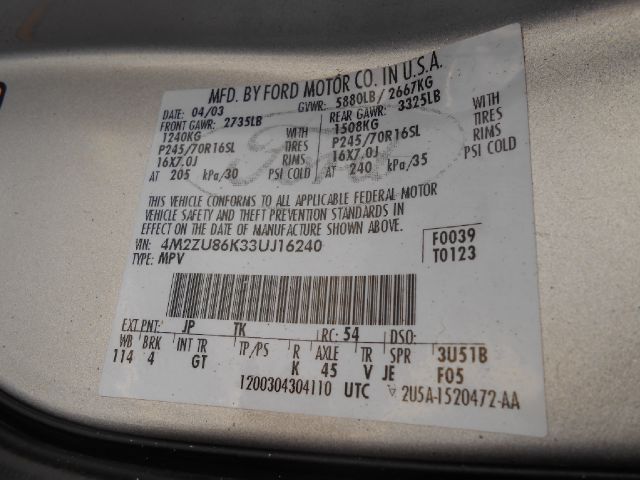 MFD. BY FORD MOTOR CO. IN U.S.A.
DATE: 04/03 GVWR: 5880LB/2667KG
FRONT GAWR: 2735LB REAR GAWR: 3325LB
1240KG WITH 1508KG WITH
P245/70R16SL TIRES P245/70R16SL TIRES
16X7.0J RIMS 16X7.0J RIMS
AT 205 kPa/30 PSI COLD AT 240 kPa/35 PSI COLD
Ford
THIS VEHICLE CONFORMS TO ALL APPLICABLE FEDERAL MOTOR
VEHICLE SAFETY AND THEFT PREVENTION STANDARDS IN
EFFECT ON THE DATE OF MANUFACTURE SHOWN ABOVE.
VIN: 4M2ZU86K33UJ16240 F0039
TYPE: MPV T0123
EXT PNT: JP TK RC: 54 DSO:
WB BRK INT TR TP/PS R AXLE TR SPR 3U51B
114 4 GT K 45 V JE F05
1200304304110 UTC ▽ 2U5A-1520472-AA